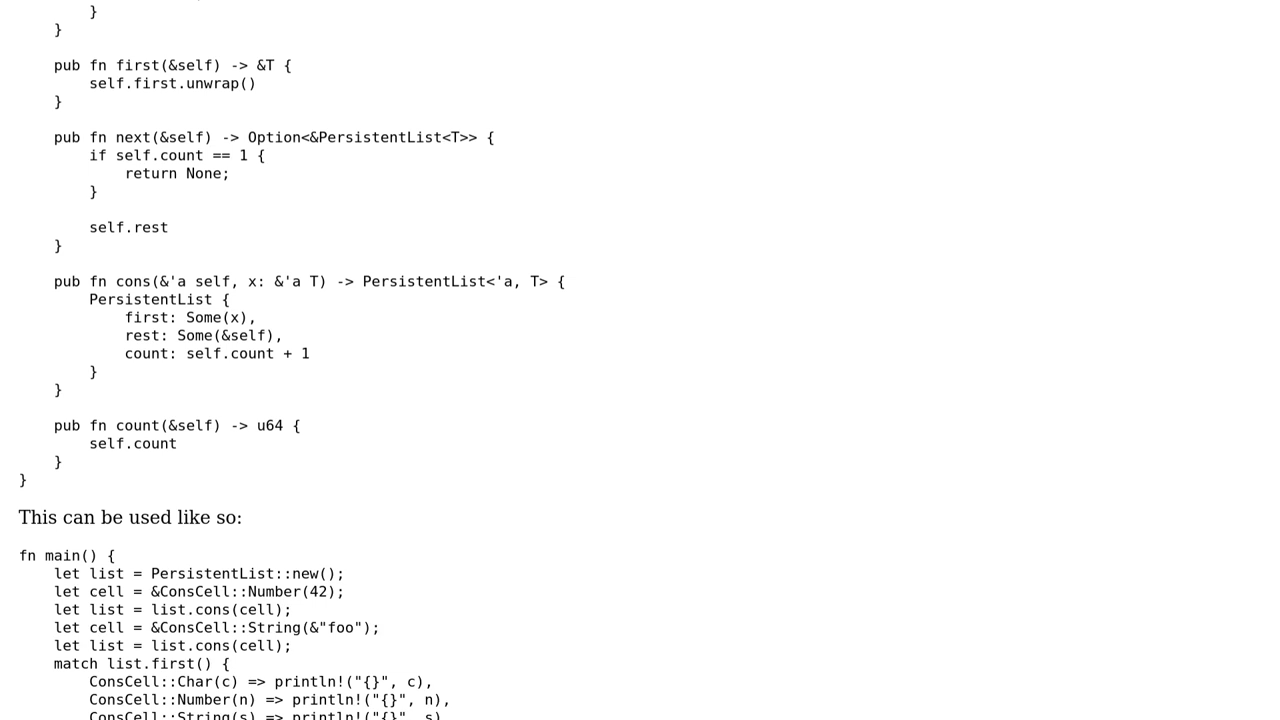 }
    }

    pub fn first(&self) -> &T {
        self.first.unwrap()
    }

    pub fn next(&self) -> Option<&PersistentList<T>> {
        if self.count == 1 {
            return None;
        }

        self.rest
    }

    pub fn cons(&'a self, x: &'a T) -> PersistentList<'a, T> {
        PersistentList {
            first: Some(x),
            rest: Some(&self),
            count: self.count + 1
        }
    }

    pub fn count(&self) -> u64 {
        self.count
    }
}
This can be used like so:
fn main() {
    let list = PersistentList::new();
    let cell = &ConsCell::Number(42);
    let list = list.cons(cell);
    let cell = &ConsCell::String(&"foo");
    let list = list.cons(cell);
    match list.first() {
        ConsCell::Char(c) => println!("{}", c),
        ConsCell::Number(n) => println!("{}", n),
        ConsCell::String(s) => println!("{}", s)